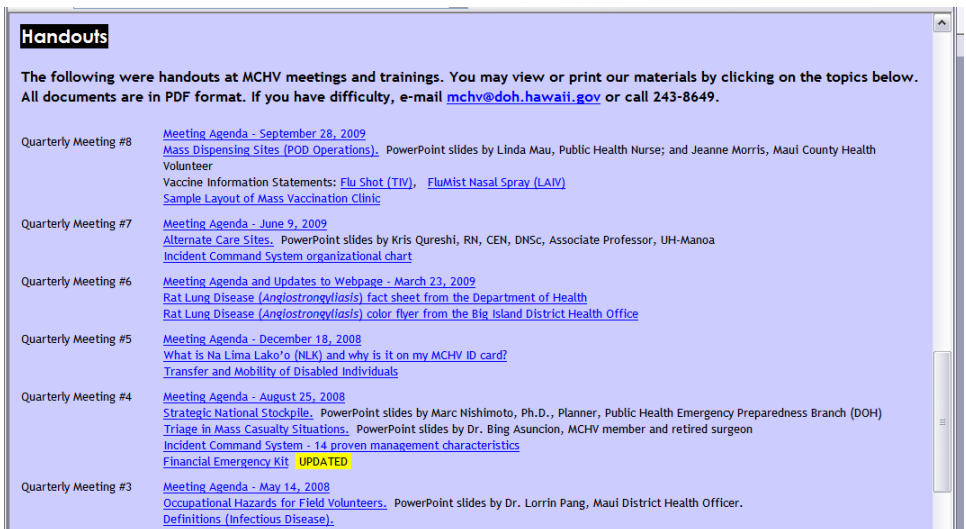 Handouts
The following were handouts at MCHV meetings and trainings. You may view or print our materials by clicking on the topics below.
All documents are in PDF format. If you have difficulty, e-mail mchv@doh.hawaii.gov or call 243-8649.
Quarterly Meeting #8
Meeting Agenda - September 28, 2009
Mass Dispensing Sites (POD Operations). PowerPoint slides by Linda Mau, Public Health Nurse; and Jeanne Morris, Maui County Health
Volunteer
Vaccine Information Statements: Flu Shot (TIV), FluMist Nasal Spray (LAIV)
Sample Layout of Mass Vaccination Clinic
Quarterly Meeting #7
Meeting Agenda - June 9, 2009
Alternate Care Sites. PowerPoint slides by Kris Qureshi, RN, CEN, DNSc, Associate Professor, UH-Manoa
Incident Command System organizational chart
Quarterly Meeting #6
Meeting Agenda and Updates to Webpage - March 23, 2009
Rat Lung Disease (Angiostrongyliasis) fact sheet from the Department of Health
Rat Lung Disease (Angiostrongyliasis) color flyer from the Big Island District Health Office
Quarterly Meeting #5
Meeting Agenda - December 18, 2008
What is Na Lima Lako'o (NLK) and why is it on my MCHV ID card?
Transfer and Mobility of Disabled Individuals
Quarterly Meeting #4
Meeting Agenda - August 25, 2008
Strategic National Stockpile. PowerPoint slides by Marc Nishimoto, Ph.D., Planner, Public Health Emergency Preparedness Branch (DOH)
Triage in Mass Casualty Situations. PowerPoint slides by Dr. Bing Asuncion, MCHV member and retired surgeon
Incident Command System - 14 proven management characteristics
Financial Emergency Kit UPDATED
Quarterly Meeting #3
Meeting Agenda - May 14, 2008
Occupational Hazards for Field Volunteers. PowerPoint slides by Dr. Lorrin Pang, Maui District Health Officer.
Definitions (Infectious Disease).